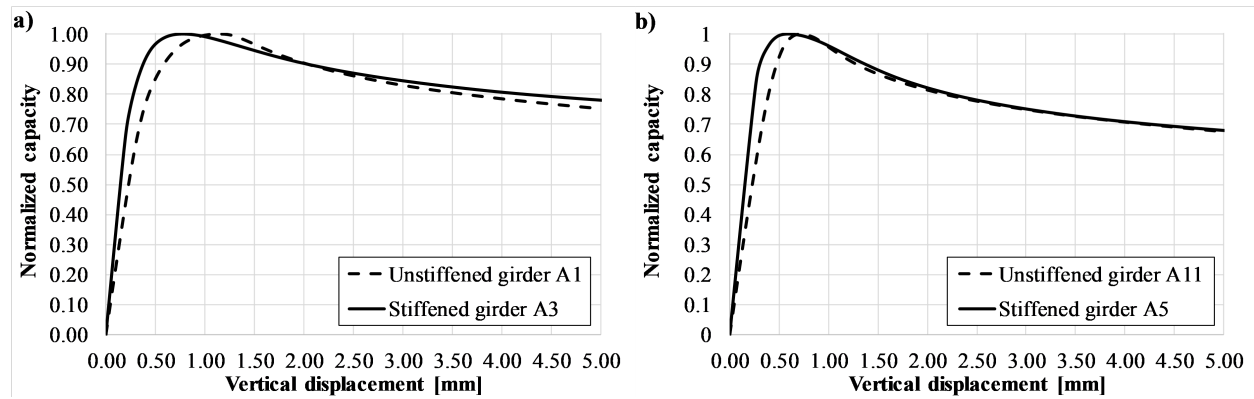 a)
Normalized capacity
1.00
0.90
0.80
0.70
0.60
0.50
0.40
0.30
0.20
0.10
0.00
Unstiffened girder A1
Stiffened girder A3
0.00 0.50 1.00 1.50 2.00 2.50 3.00 3.50 4.00 4.50 5.00
Vertical displacement [mm]
b)
Normalized capacity
1
0.9
0.8
0.7
0.6
0.5
0.4
0.3
0.2
0.1
0
Unstiffened girder A11
Stiffened girder A5
0.00 0.50 1.00 1.50 2.00 2.50 3.00 3.50 4.00 4.50 5.00
Vertical displacement [mm]